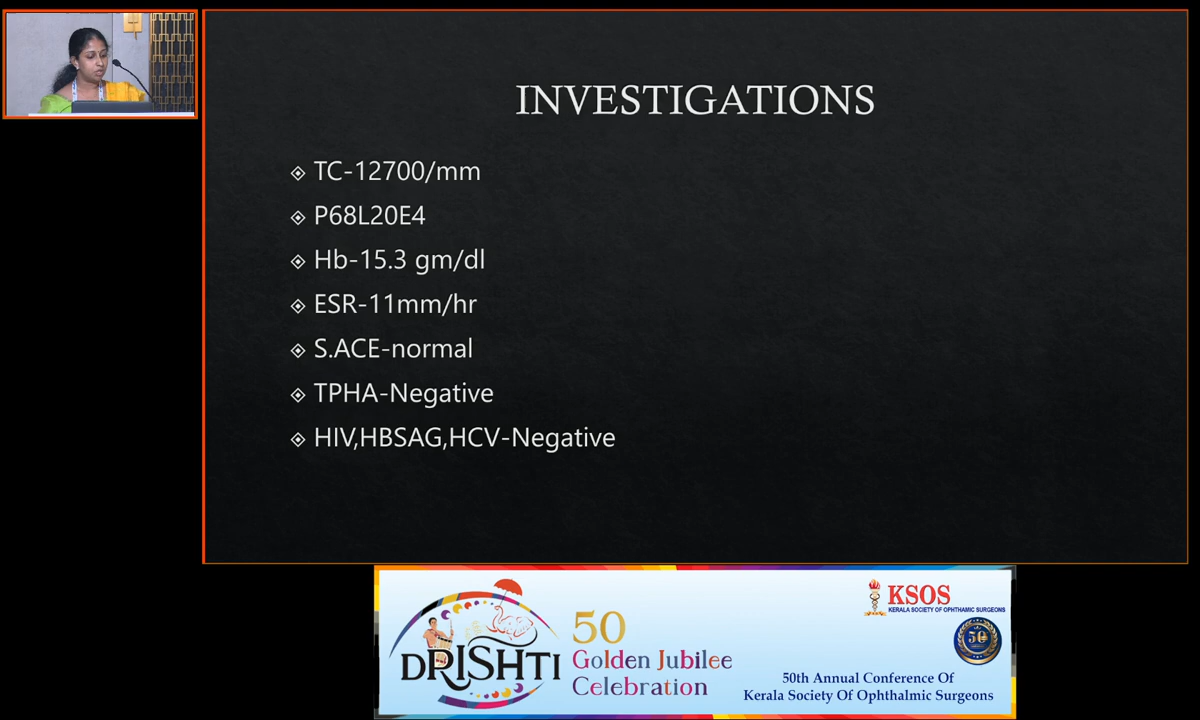 INVESTIGATIONS
TC-12700/mm
P68L20E4
Hb-15.3 gm/dl
ESR-11mm/hr
S.ACE-normal
TPHA-Negative
HIV,HBSAG,HCV-Negative
DRISHTI
50
Golden Jubilee
Celebration
KSOS
KERALA SOCIETY OF OPHTHAMIC SURGEONS
50
50th Annual Conference Of
Kerala Society Of Ophthalmic Surgeons